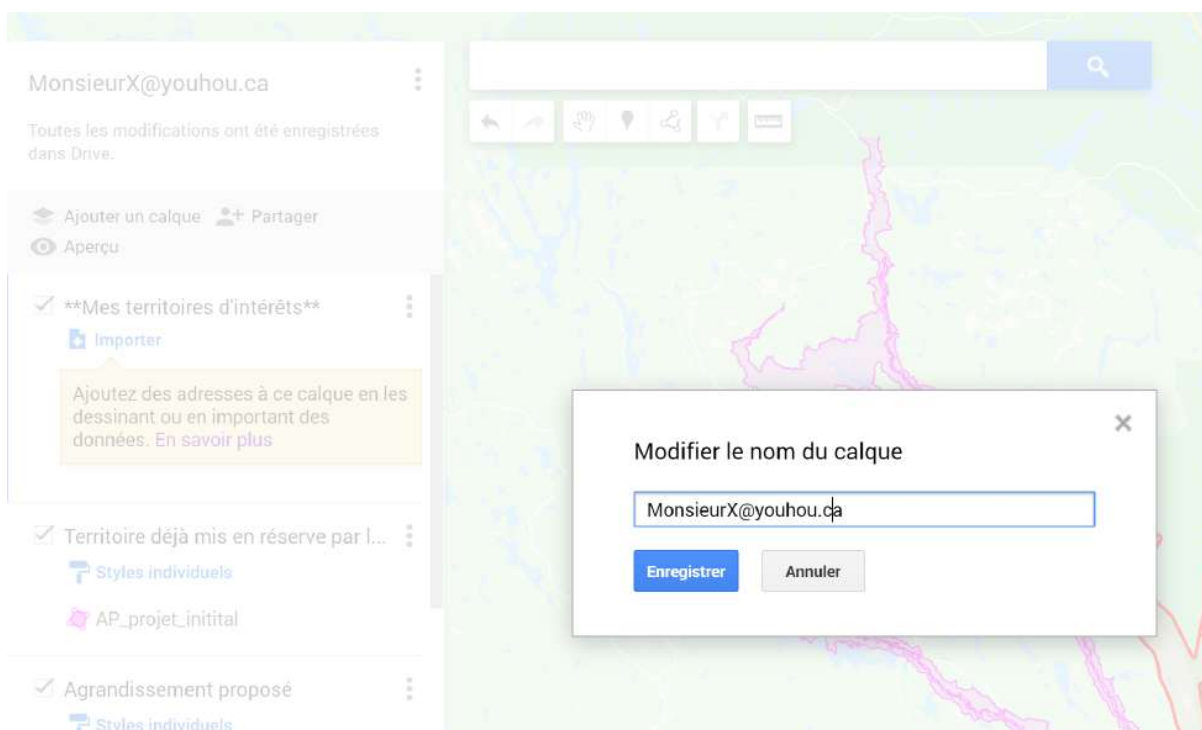 MonsieurX@youhou.ca
Toutes les modifications ont été enregistrées
dans Drive.
Ajouter un calque
Partager
Aperçu
**Mes territoires d'intérêts**
Importer
Ajoutez des adresses à ce calque en les
dessinant ou en important des
données. En savoir plus
Territoire déjà mis en réserve par l...
Styles individuels
AP_projet_initital
Agrandissement proposé
Styles individuels
Modifier le nom du calque
MonsieurX@youhou.ca
Enregistrer
Annuler